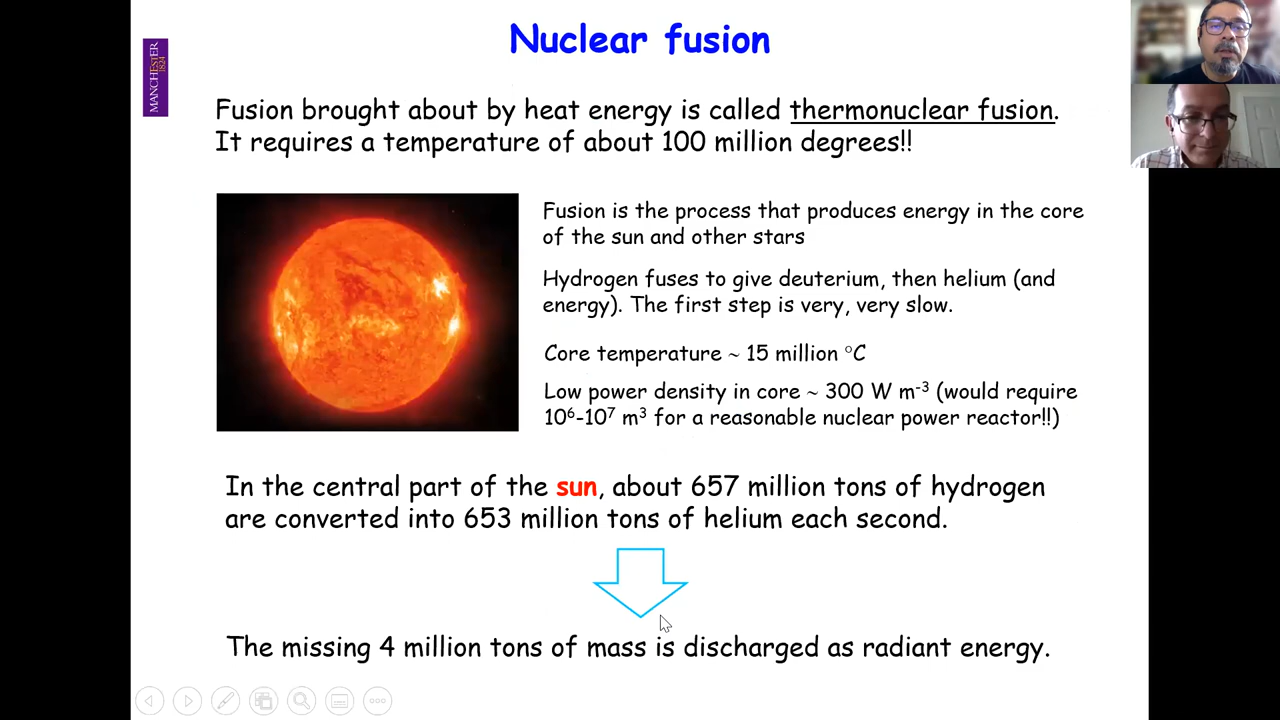 Nuclear fusion
MANCHESTER
1824
Fusion brought about by heat energy is called thermonuclear fusion.
It requires a temperature of about 100 million degrees!!
Fusion is the process that produces energy in the core
of the sun and other stars
Hydrogen fuses to give deuterium, then helium (and
energy). The first step is very, very slow.
Core temperature ~ 15 million °C
Low power density in core ~ 300 W m⁻³ (would require
10⁶-10⁷ m³ for a reasonable nuclear power reactor!!)
In the central part of the sun, about 657 million tons of hydrogen
are converted into 653 million tons of helium each second.
The missing 4 million tons of mass is discharged as radiant energy.